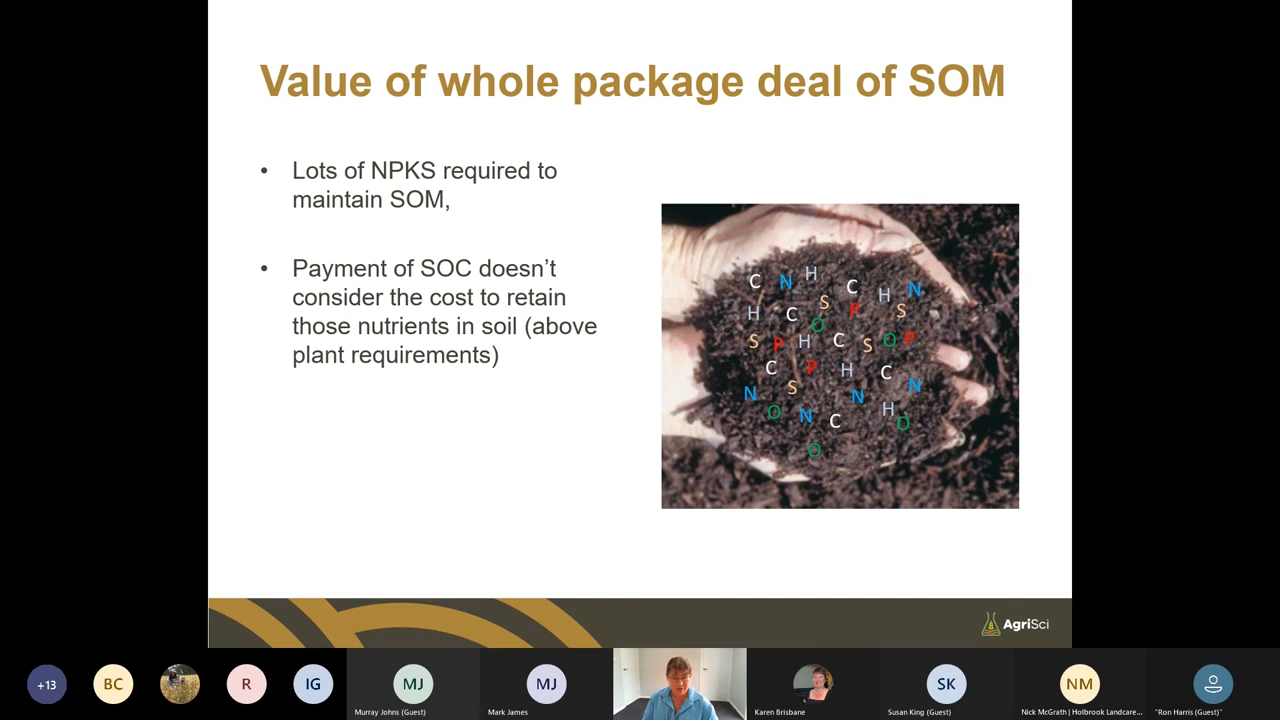 Value of whole package deal of SOM
• Lots of NPKS required to
maintain SOM,
• Payment of SOC doesn't
consider the cost to retain
those nutrients in soil (above
plant requirements)
C N H C H N
H C S P S
O
S P H C S O P
C P H C
N S N N
O N C H O
O
AgriSci
+13 BC R IG MJ MJ SK NM
Murray Johns (Guest) Mark James Karen Brisbane Susan King (Guest) Nick McGrath | Holbrook Landcare... "Ron Harris (Guest)"